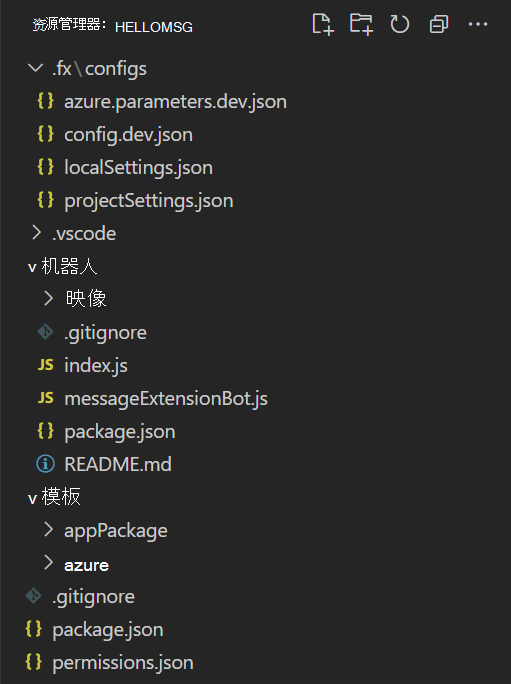 资源管理器： HELLOMSG
.fx\configs
{} azure.parameters.dev.json
{} config.dev.json
{} localSettings.json
{} projectSettings.json
.vscode
机器人
映像
.gitignore
JS index.js
JS messageExtensionBot.js
{} package.json
README.md
模板
appPackage
azure
.gitignore
{} package.json
{} permissions.json